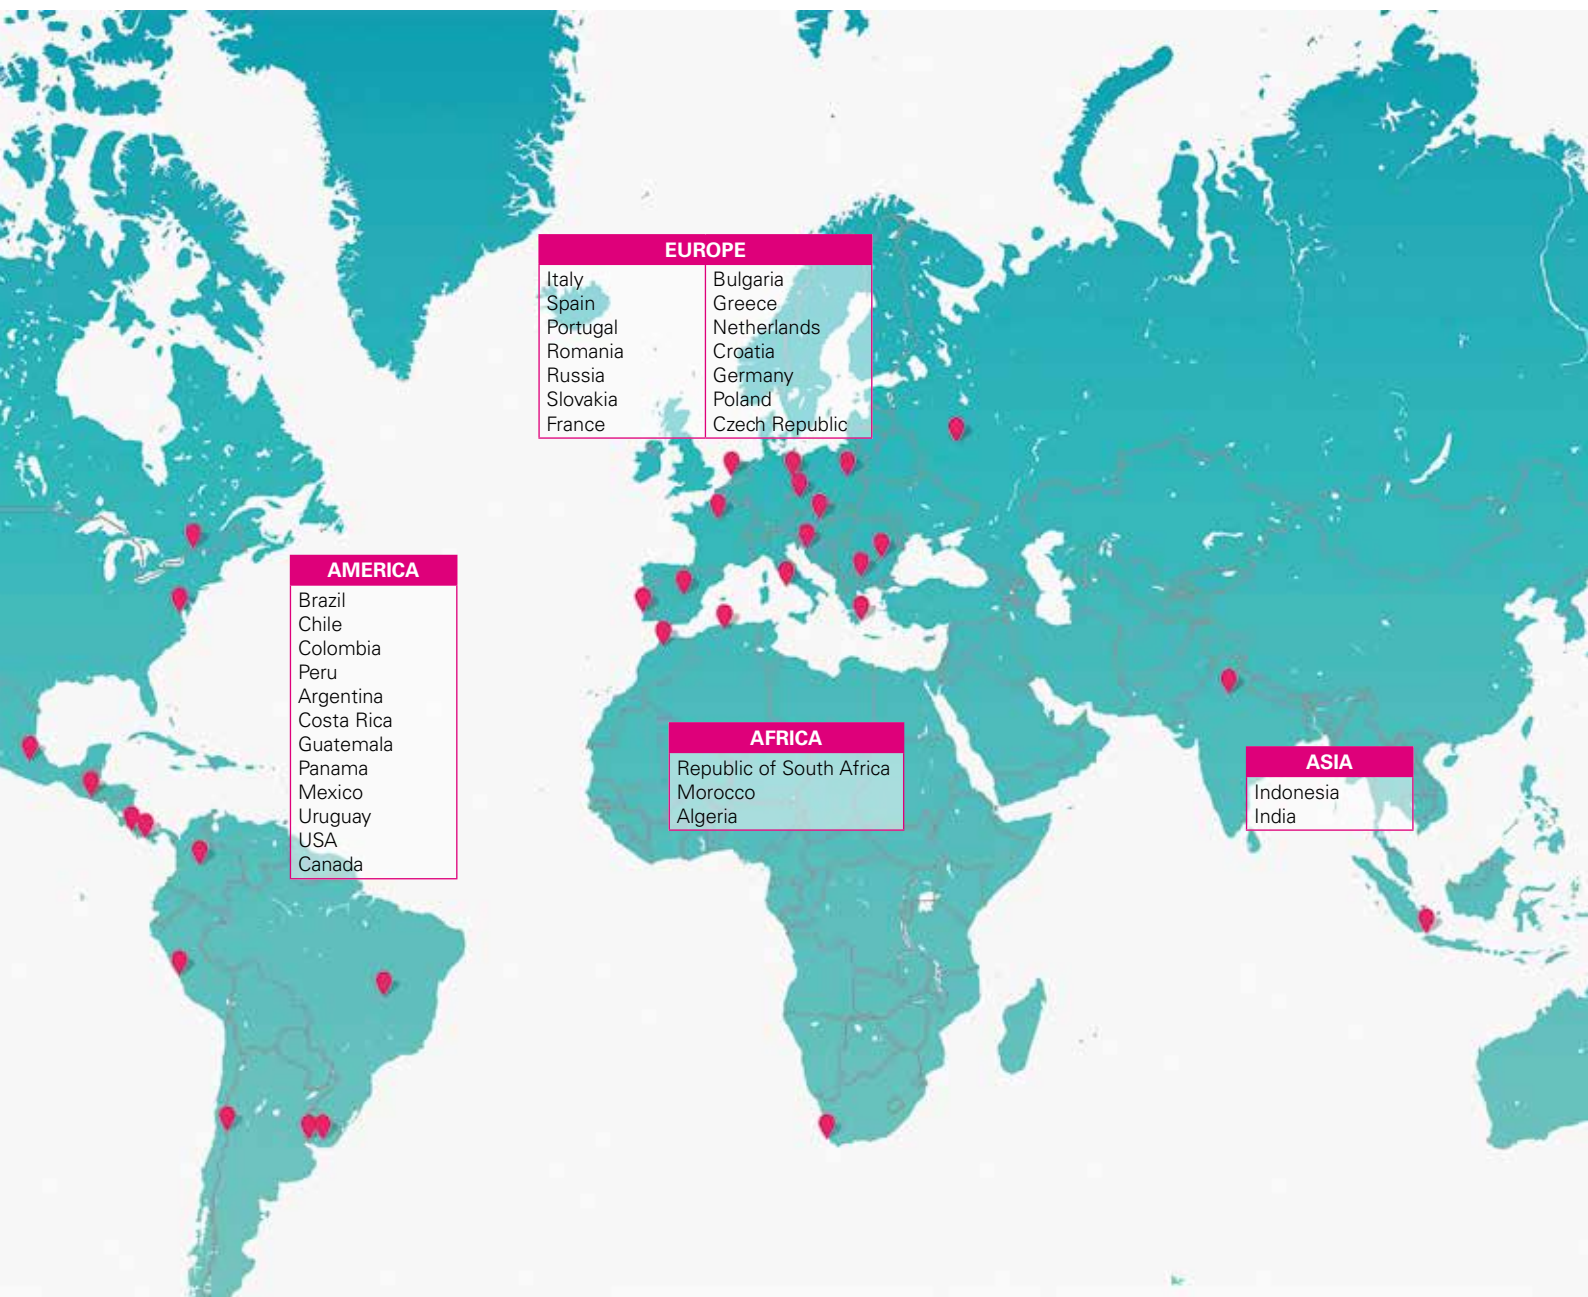 EUROPE
Italy
Spain
Portugal
Romania
Russia
Slovakia
France
Bulgaria
Greece
Netherlands
Croatia
Germany
Poland
Czech Republic
AMERICA
Brazil
Chile
Colombia
Peru
Argentina
Costa Rica
Guatemala
Panama
Mexico
Uruguay
USA
Canada
AFRICA
Republic of South Africa
Morocco
Algeria
ASIA
Indonesia
India